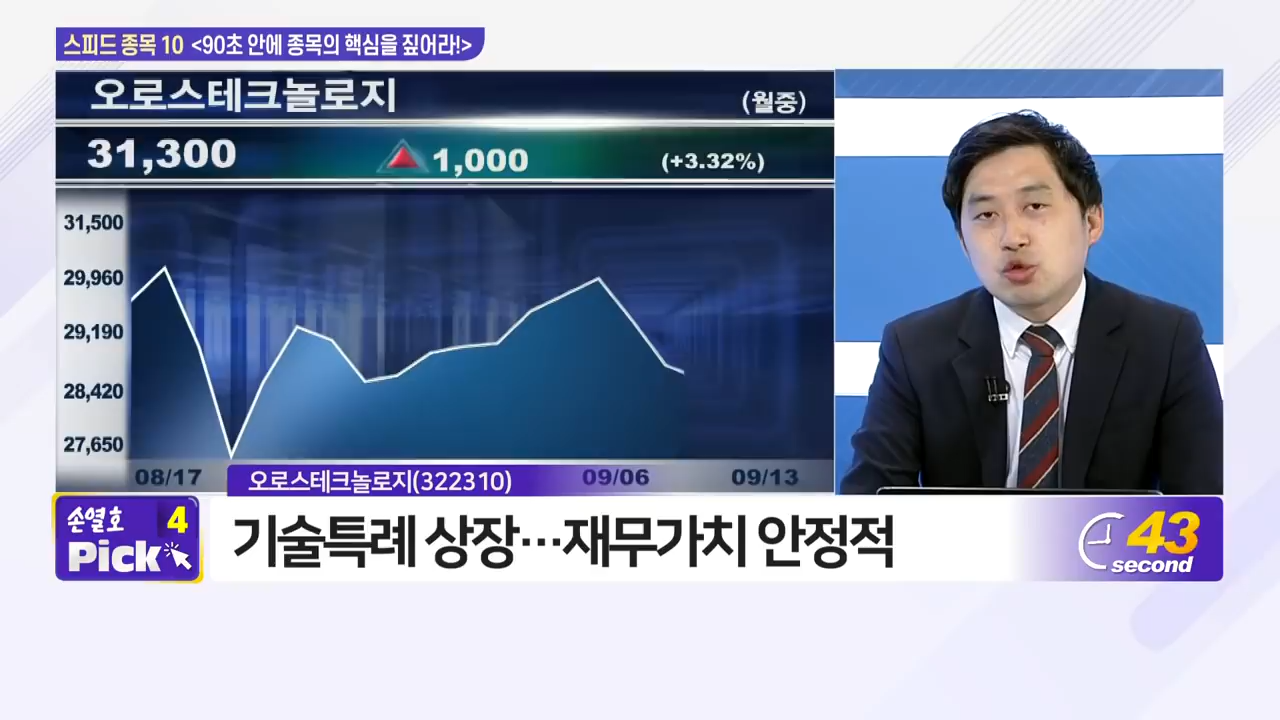 스피드 종목 10 <90초 안에 종목의 핵심을 짚어라!>
오로스테크놀로지
(월중)
31,300 ▲ 1,000 (+3.32%)
31,500
29,960
29,190
28,420
27,650
08/17 09/06 09/13
오로스테크놀로지(322310)
손열호 4
Pick
기술특례 상장…재무가치 안정적
43
second